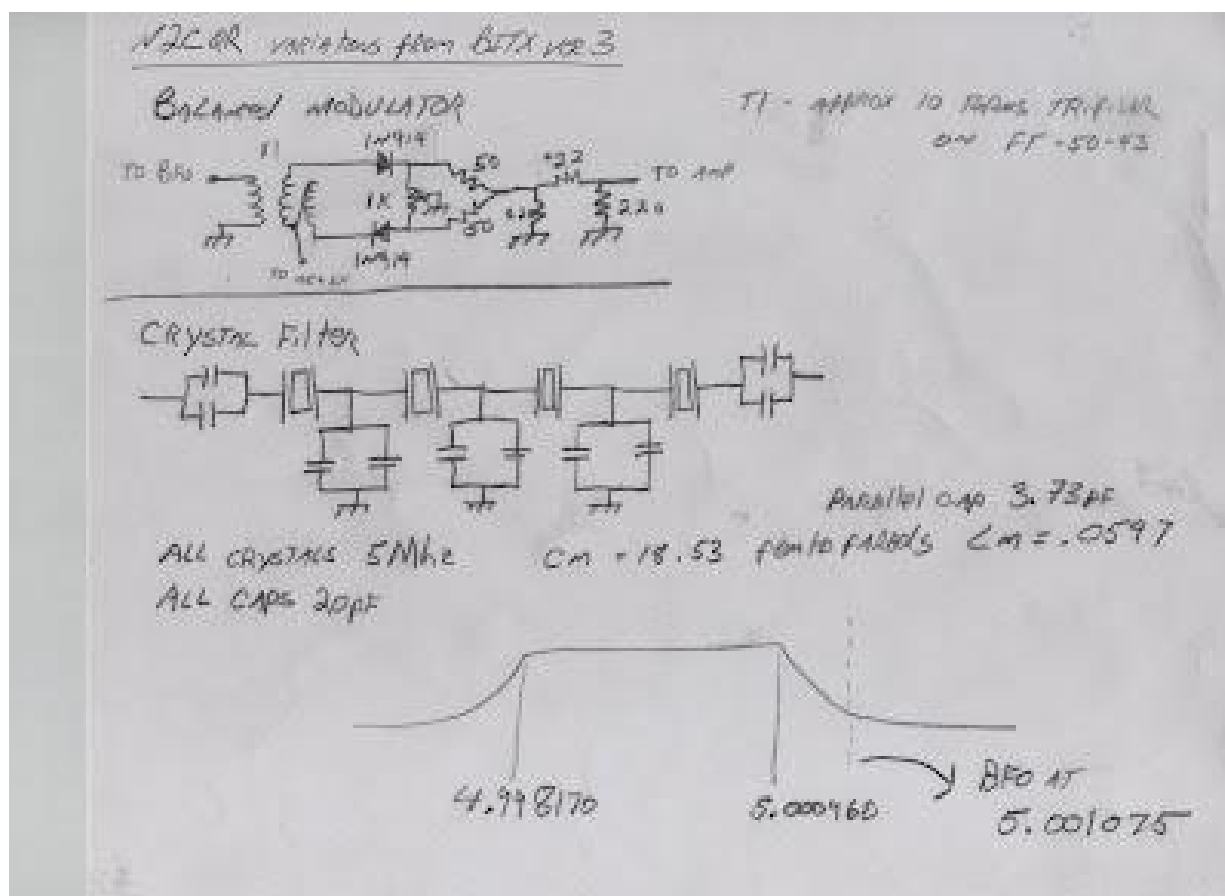 N2CQR variations from BITX ver 3
BALANCED MODULATOR
T1 - APPROX 10 TURNS TRIFILAR
ON FT-50-43
T1
1N914
50
.22
TO BFO
TO AMP
1K
50
220
1N914
TO
CRYSTAL Filter
Parallel cap 3.73pF
ALL CRYSTALS 5Mhz Cm = 18.53 femtofarads Lm = .0597
ALL CAPS 20pF
4.998170
5.000960
BFO AT
5.001075